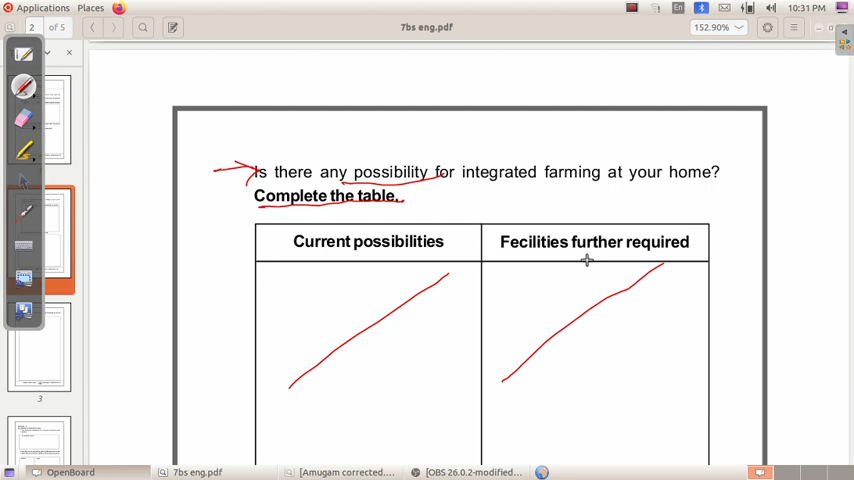 Applications Places En 10:31 PM
2 of 5 7bs eng.pdf 152.90%
Is there any possibility for integrated farming at your home?
Complete the table.
Current possibilities Fecilities further required
3
OpenBoard 7bs eng.pdf [Amugam corrected.... [OBS 26.0.2-modified...